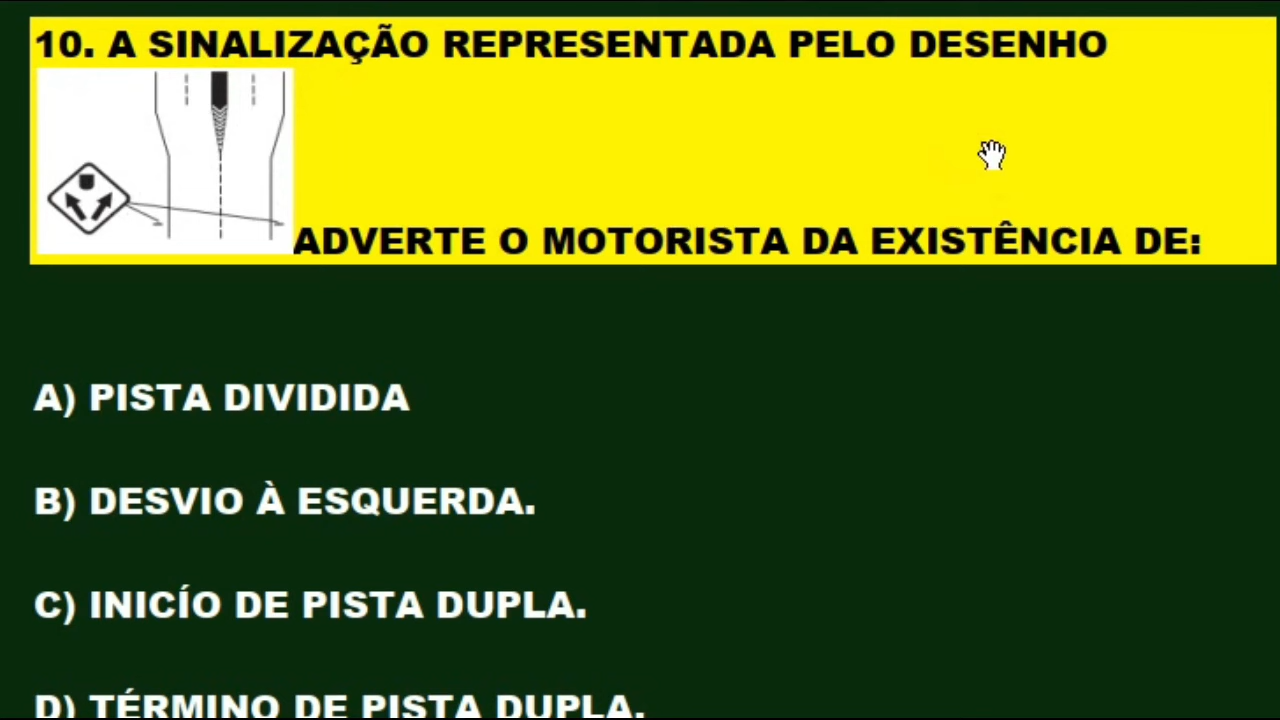 10. A SINALIZAÇÃO REPRESENTADA PELO DESENHO
ADVERTE O MOTORISTA DA EXISTÊNCIA DE:
A) PISTA DIVIDIDA
B) DESVIO À ESQUERDA.
C) INICÍO DE PISTA DUPLA.
D) TÉRMINO DE PISTA DUPLA.